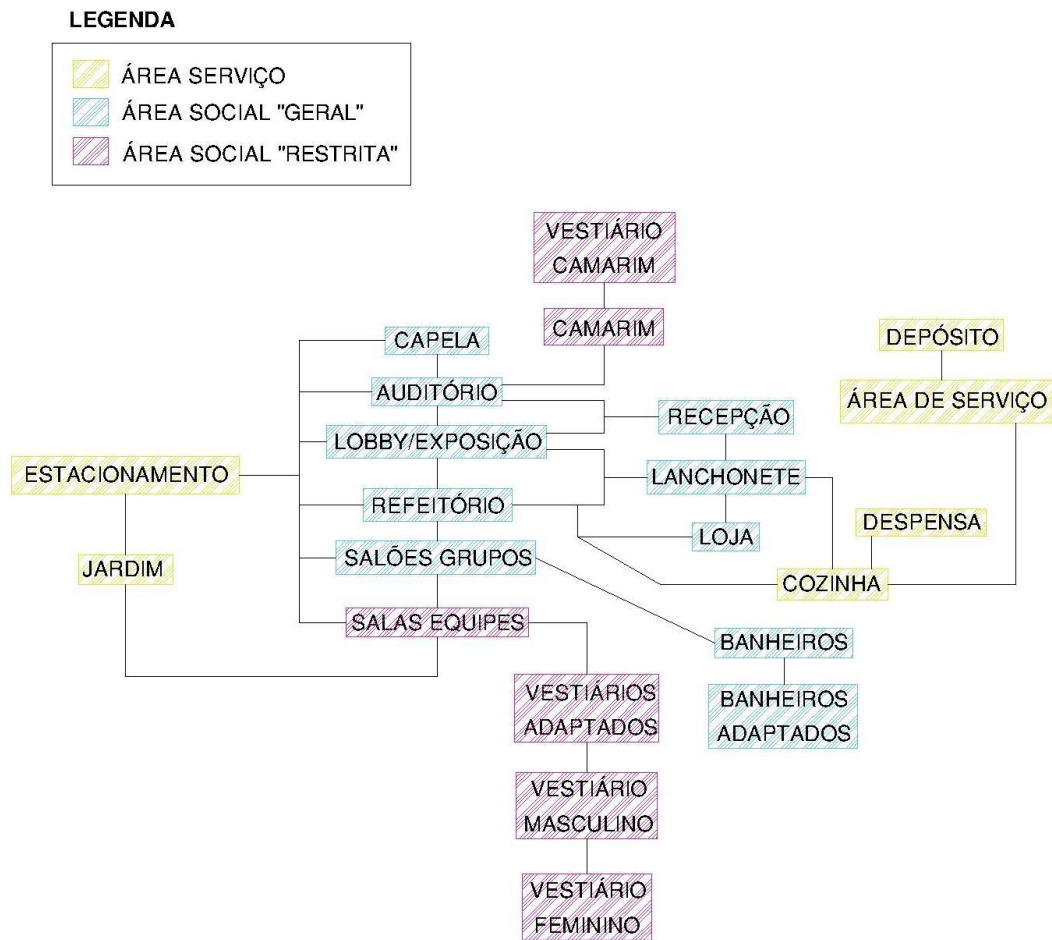 LEGENDA
ÁREA SERVIÇO
ÁREA SOCIAL "GERAL"
ÁREA SOCIAL "RESTRITA"
VESTIÁRIO
CAMARIM
CAMARIM
CAPELA
AUDITÓRIO
LOBBY/EXPOSIÇÃO
REFEITÓRIO
SALÕES GRUPOS
SALAS EQUIPES
ESTACIONAMENTO
JARDIM
RECEPÇÃO
LANCHONETE
LOJA
DEPÓSITO
ÁREA DE SERVIÇO
DESPENSA
COZINHA
BANHEIROS
BANHEIROS
ADAPTADOS
VESTIÁRIOS
ADAPTADOS
VESTIÁRIO
MASCULINO
VESTIÁRIO
FEMININO